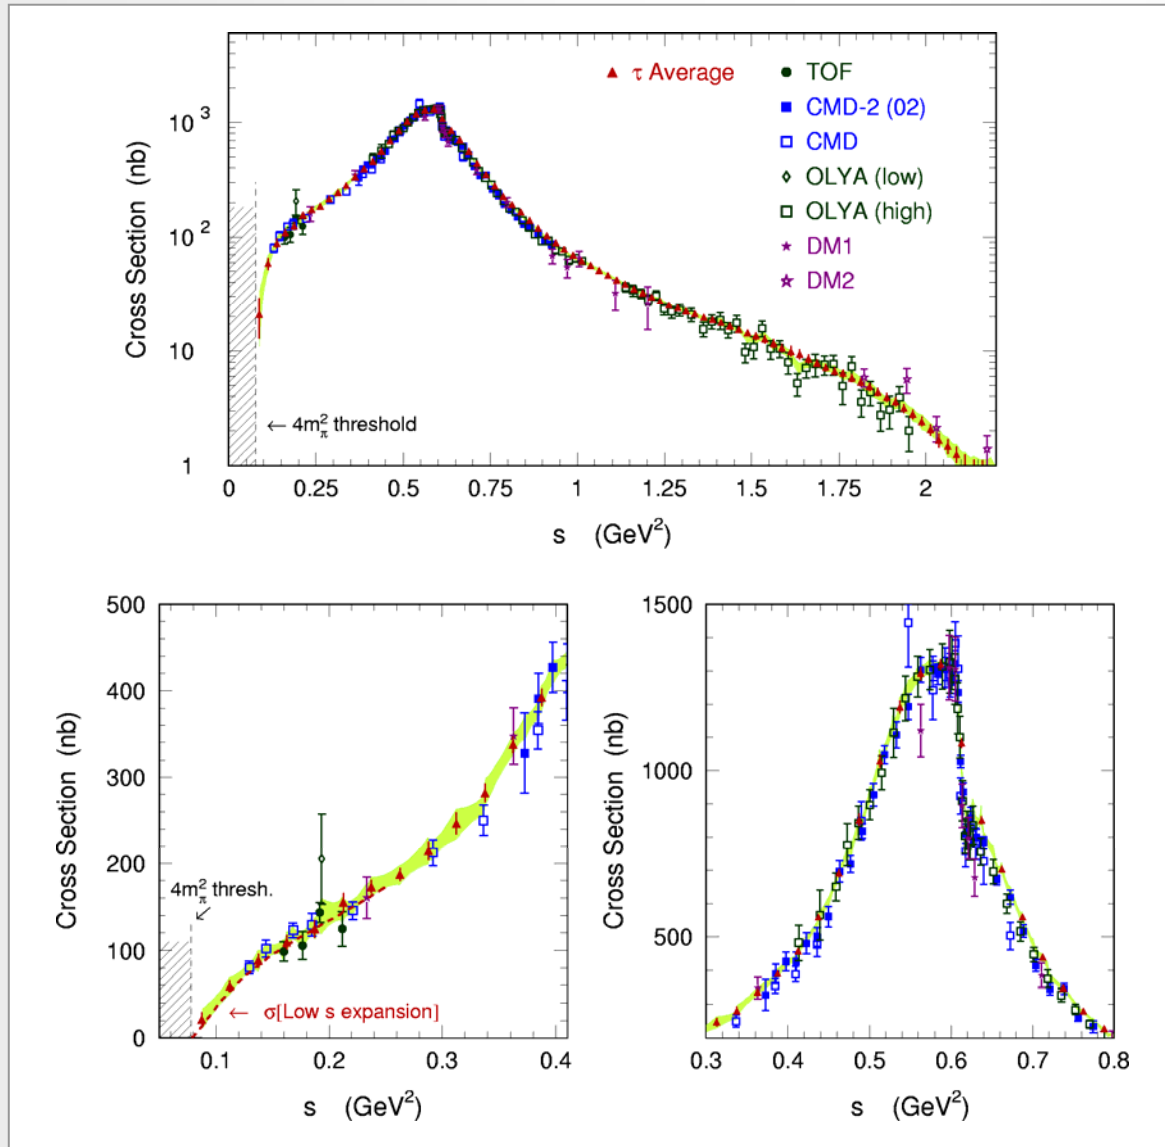 Cross Section (nb)
10³
10²
10
1
τ Average
TOF
CMD-2 (02)
CMD
OLYA (low)
OLYA (high)
DM1
DM2
← 4m²π threshold
0 0.25 0.5 0.75 1 1.25 1.5 1.75 2
s (GeV²)
Cross Section (nb)
500
400
300
200
100
0
4m²π thresh.
← σ[Low s expansion]
0.1 0.2 0.3 0.4
s (GeV²)
Cross Section (nb)
1500
1000
500
0.3 0.4 0.5 0.6 0.7 0.8
s (GeV²)